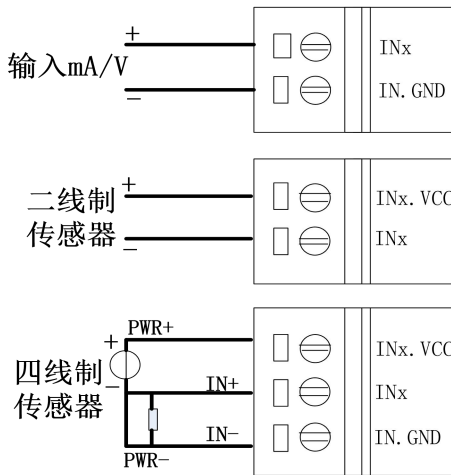 +
输入mA/V
−
INx
IN.GND
+
二线制
传感器
−
INx.VCC
INx
PWR+
+
四线制
传感器
−
IN+
IN−
PWR−
INx.VCC
INx
IN.GND